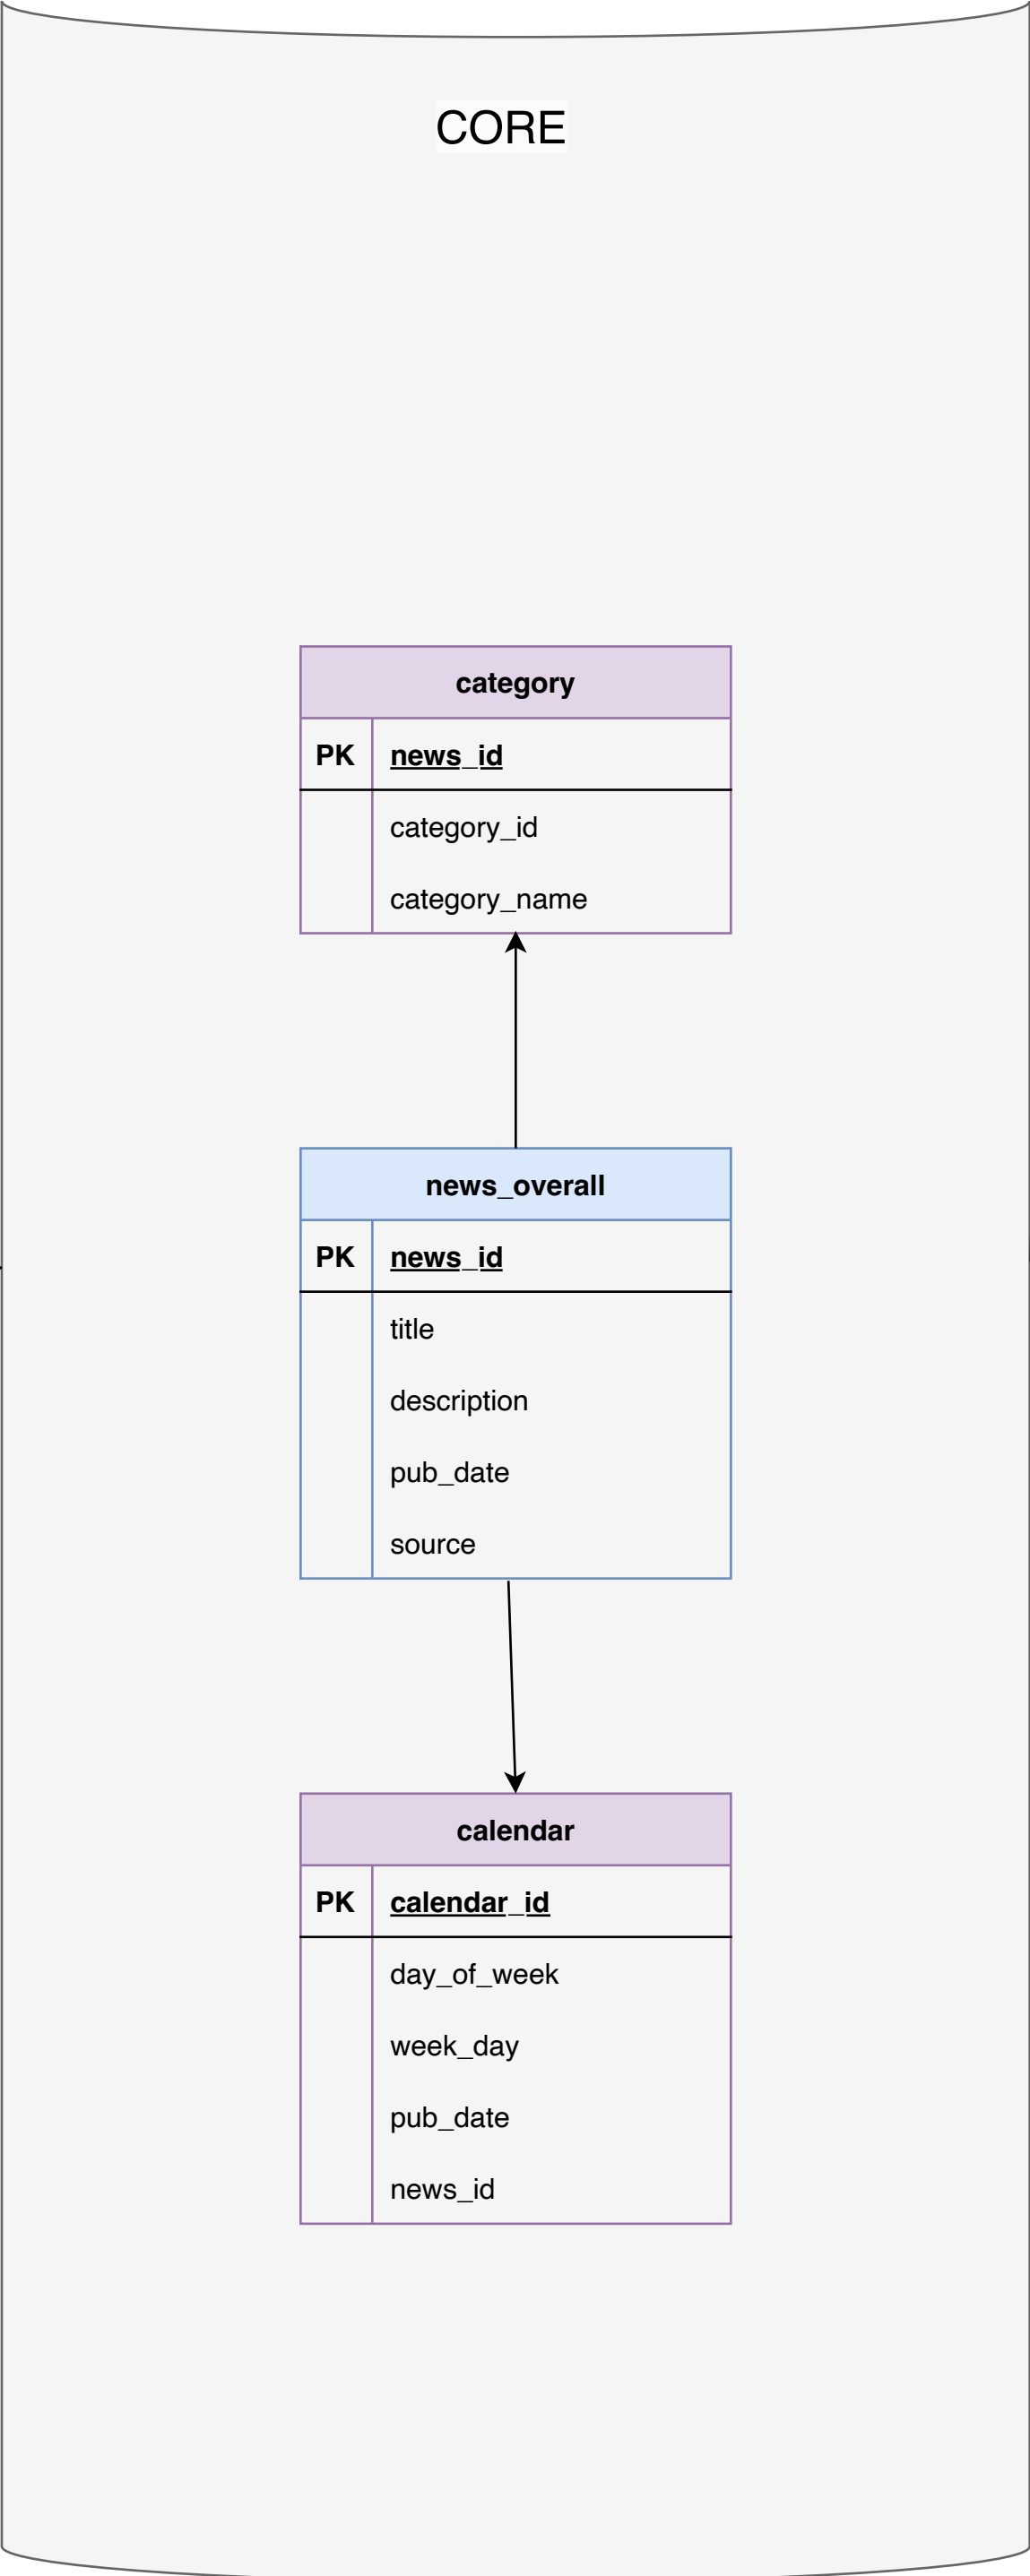 CORE
category
PK news_id
category_id
category_name
news_overall
PK news_id
title
description
pub_date
source
calendar
PK calendar_id
day_of_week
week_day
pub_date
news_id